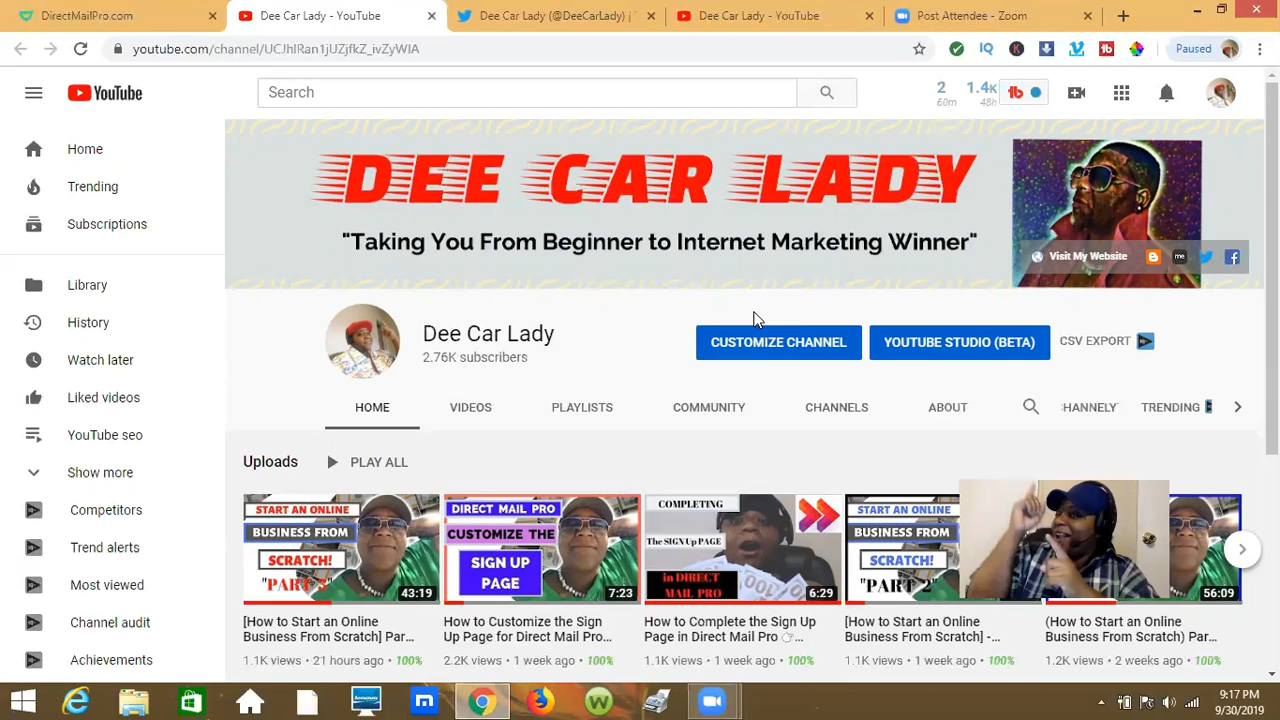 DirectMailPro.com
Dee Car Lady - YouTube
Dee Car Lady (@DeeCarLady) |
Dee Car Lady - YouTube
Post Attendee - Zoom
youtube.com/channel/UCJhlRan1jUZjfkZ_ivZyWIA
IQ
K
tb
Paused
YouTube
Search
2
60m
1.4K
48h
tb
Home
Trending
Subscriptions
Library
History
Watch later
Liked videos
YouTube seo
Show more
Competitors
Trend alerts
Most viewed
Channel audit
Achievements
DEE CAR LADY
"Taking You From Beginner to Internet Marketing Winner"
Visit My Website
me
Dee Car Lady
2.76K subscribers
CUSTOMIZE CHANNEL
YOUTUBE STUDIO (BETA)
CSV EXPORT
HOME
VIDEOS
PLAYLISTS
COMMUNITY
CHANNELS
ABOUT
:HANNELY
TRENDING
Uploads
PLAY ALL
START AN ONLINE
BUSINESS FROM
SCRATCH!
"PART 3"
43:19
[How to Start an Online
Business From Scratch] Par...
1.1K views • 21 hours ago • 100%
DIRECT MAIL PRO
CUSTOMIZE THE
SIGN UP
PAGE
7:23
How to Customize the Sign
Up Page for Direct Mail Pro...
2.2K views • 1 week ago • 100%
COMPLETING
The SIGN Up PAGE
in DIRECT
MAIL PRO
6:29
How to Complete the Sign Up
Page in Direct Mail Pro 👉...
1.1K views • 1 week ago • 100%
START AN ONLINE
BUSINESS FROM
SCRATCH!
"PART 2"
[How to Start an Online
Business From Scratch] -
1.1K views • 1 week ago • 100%
56:09
(How to Start an Online
Business From Scratch) Par...
1.2K views • 2 weeks ago • 100%
lenovo
m
W
9:17 PM
9/30/2019